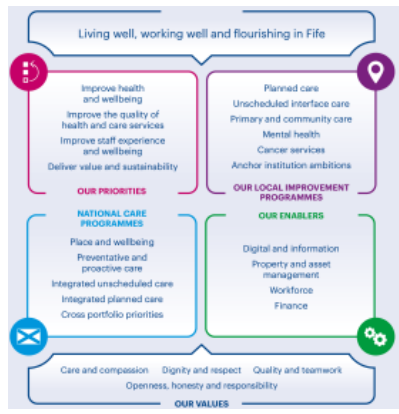 Living well, working well and flourishing in Fife
Improve health
and wellbeing
Improve the quality of
health and care services
Improve staff experience
and wellbeing
Deliver value and sustainability
OUR PRIORITIES
Planned care
Unscheduled interface care
Primary and community care
Mental health
Cancer services
Anchor institution ambitions
OUR LOCAL IMPROVEMENT
PROGRAMMES
NATIONAL CARE
PROGRAMMES
Place and wellbeing
Preventative and
proactive care
Integrated unscheduled care
Integrated planned care
Cross portfolio priorities
OUR ENABLERS
Digital and information
Property and asset
management
Workforce
Finance
Care and compassion Dignity and respect Quality and teamwork
Openness, honesty and responsibility
OUR VALUES